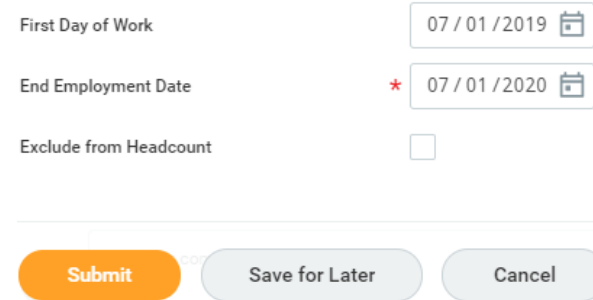 First Day of Work 07 / 01 / 2019
End Employment Date * 07 / 01 / 2020
Exclude from Headcount
Submit Save for Later Cancel